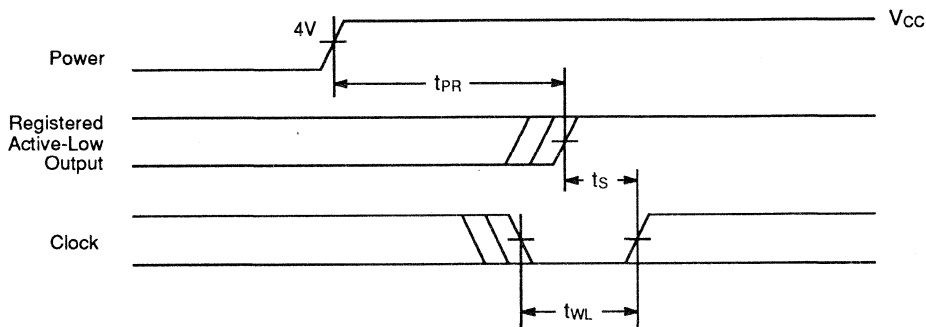 4V
VCC
Power
tPR
Registered
Active-Low
Output
tS
Clock
tWL